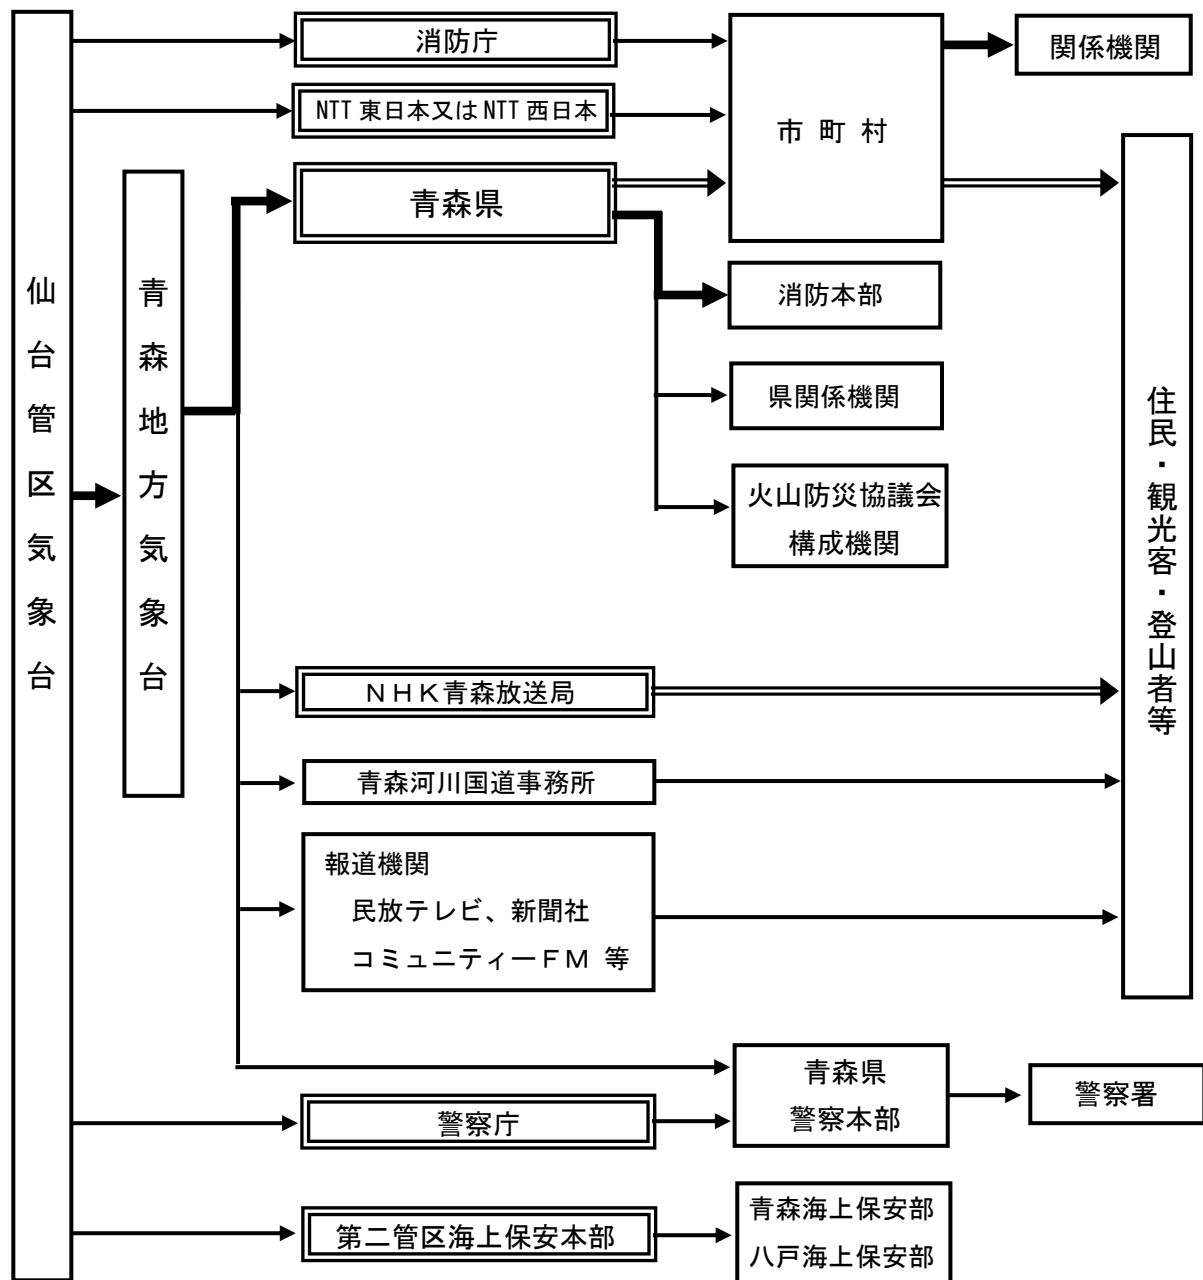 仙台管区気象台
青森地方気象台
消防庁
NTT東日本又はNTT西日本
青森県
市町村
関係機関
消防本部
県関係機関
火山防災協議会
構成機関
NHK青森放送局
青森河川国道事務所
報道機関
民放テレビ、新聞社
コミュニティーFM 等
住民・観光客・登山者等
青森県
警察本部
警察署
警察庁
第二管区海上保安本部
青森海上保安部
八戸海上保安部